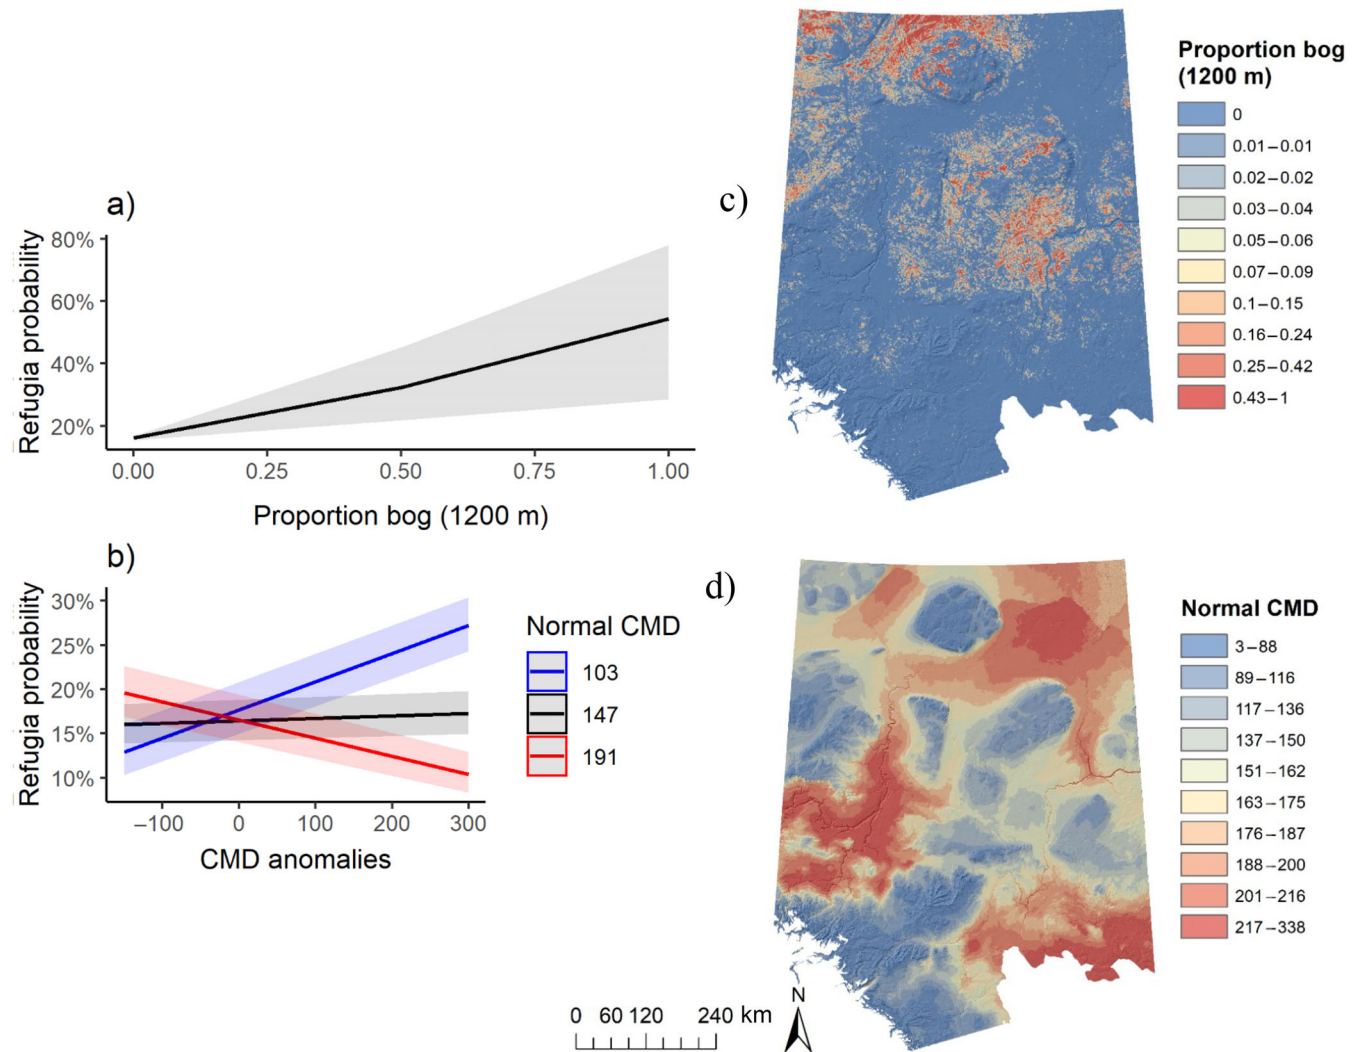 a)
Refugia probability
80%
60%
40%
20%
0.00 0.25 0.50 0.75 1.00
Proportion bog (1200 m)
b)
Refugia probability
30%
25%
20%
15%
10%
−100 0 100 200 300
CMD anomalies
Normal CMD
103
147
191
c)
Proportion bog
(1200 m)
0
0.01–0.01
0.02–0.02
0.03–0.04
0.05–0.06
0.07–0.09
0.1–0.15
0.16–0.24
0.25–0.42
0.43–1
d)
Normal CMD
3–88
89–116
117–136
137–150
151–162
163–175
176–187
188–200
201–216
217–338
0 60 120 240 km
N